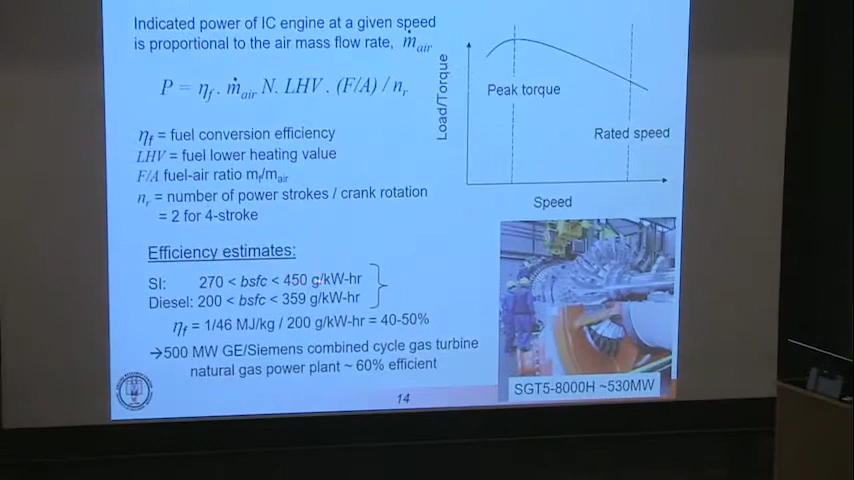 Indicated power of IC engine at a given speed
is proportional to the air mass flow rate, ṁair
P = ηf . ṁair N. LHV . (F/A) / nr
ηf = fuel conversion efficiency
LHV = fuel lower heating value
F/A fuel-air ratio mf/mair
nr = number of power strokes / crank rotation
= 2 for 4-stroke
Efficiency estimates:
SI: 270 < bsfc < 450 g/kW-hr
Diesel: 200 < bsfc < 359 g/kW-hr
ηf = 1/46 MJ/kg / 200 g/kW-hr = 40-50%
→500 MW GE/Siemens combined cycle gas turbine
natural gas power plant ~ 60% efficient
Load/Torque
Peak torque
Rated speed
Speed
SGT5-8000H ~530MW
14